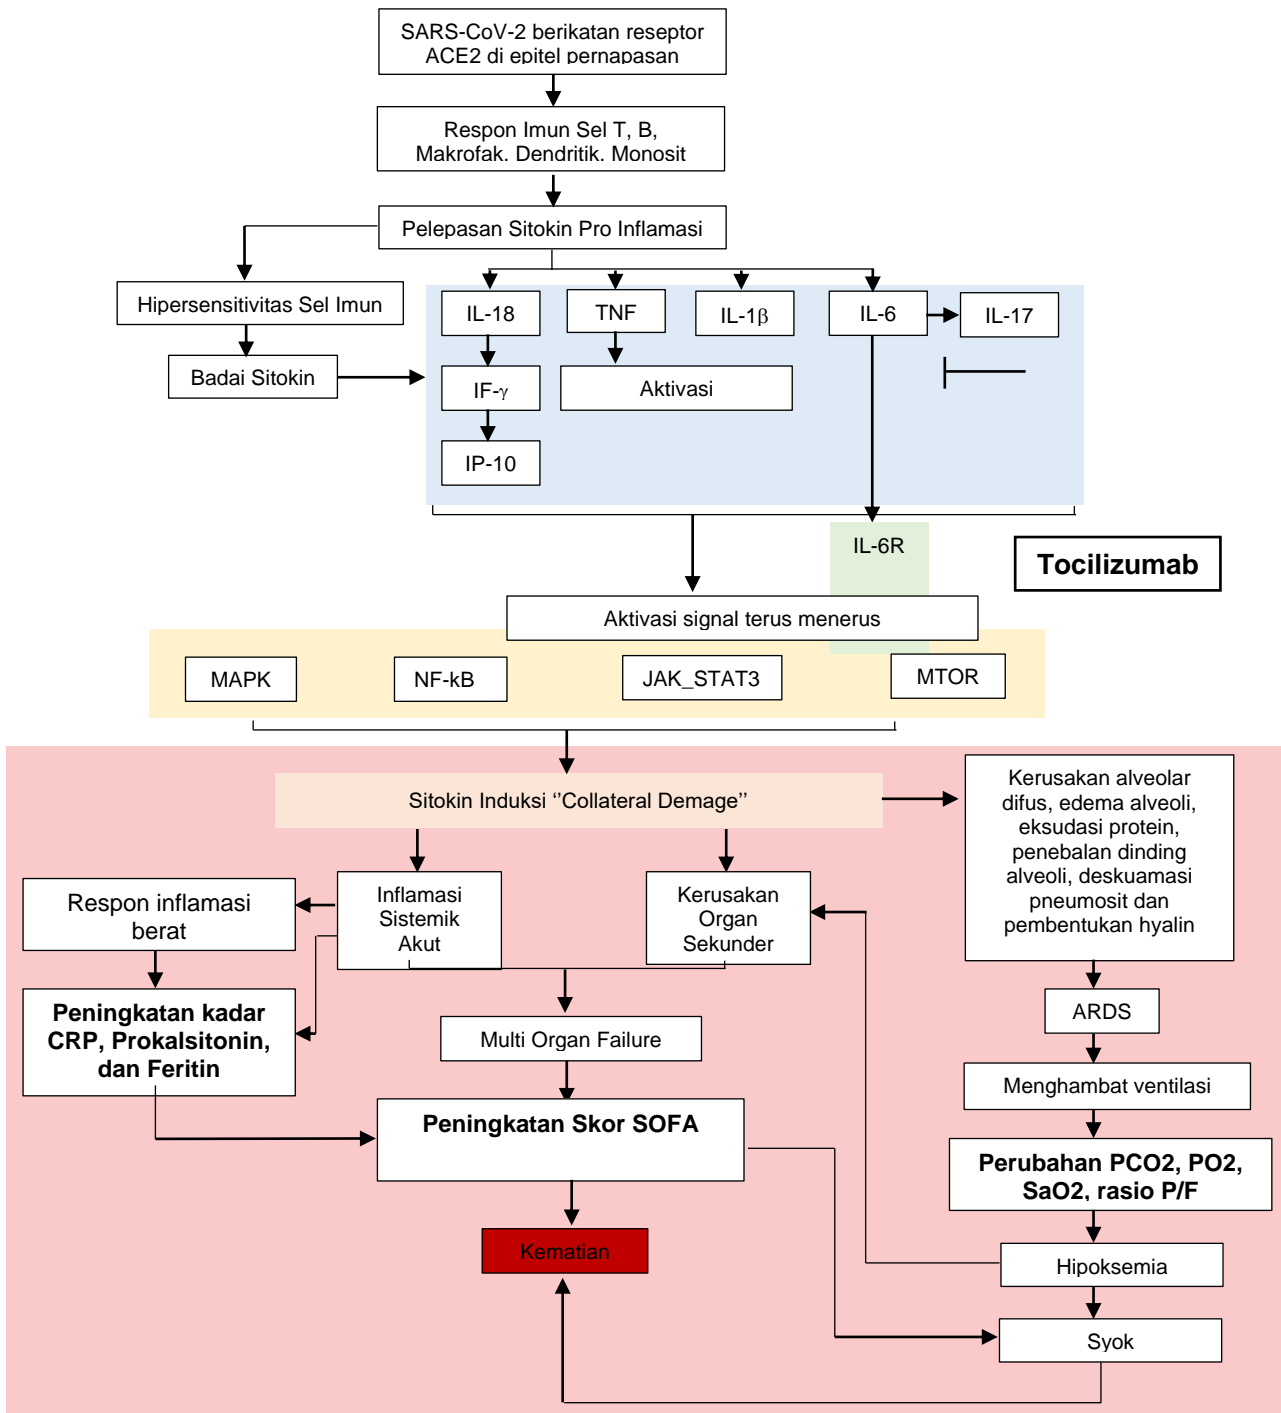 SARS-CoV-2 berikatan reseptor
ACE2 di epitel pernapasan
Respon Imun Sel T, B,
Makrofak. Dendritik. Monosit
Pelepasan Sitokin Pro Inflamasi
Hipersensitivitas Sel Imun
Badai Sitokin
IL-18
TNF
IL-1β
IL-6
IL-17
IF-γ
Aktivasi
IP-10
IL-6R
Tocilizumab
Aktivasi signal terus menerus
MAPK
NF-kB
JAK_STAT3
MTOR
Sitokin Induksi ‘’Collateral Demage’’
Kerusakan alveolar
difus, edema alveoli,
eksudasi protein,
penebalan dinding
alveoli, deskuamasi
pneumosit dan
pembentukan hyalin
Respon inflamasi
berat
Inflamasi
Sistemik
Akut
Kerusakan
Organ
Sekunder
Peningkatan kadar
CRP, Prokalsitonin,
dan Feritin
Multi Organ Failure
ARDS
Menghambat ventilasi
Peningkatan Skor SOFA
Perubahan PCO2, PO2,
SaO2, rasio P/F
Kematian
Hipoksemia
Syok